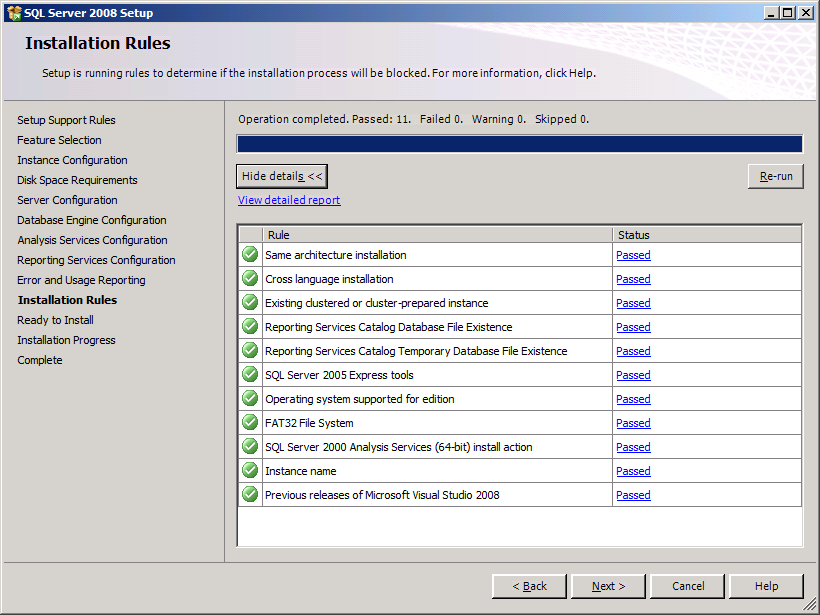 SQL Server 2008 Setup
Installation Rules
Setup is running rules to determine if the installation process will be blocked. For more information, click Help.
Setup Support Rules
Feature Selection
Instance Configuration
Disk Space Requirements
Server Configuration
Database Engine Configuration
Analysis Services Configuration
Reporting Services Configuration
Error and Usage Reporting
Installation Rules
Ready to Install
Installation Progress
Complete
Operation completed. Passed: 11. Failed 0. Warning 0. Skipped 0.
Hide details << Re-run
View detailed report
Rule Status
Same architecture installation Passed
Cross language installation Passed
Existing clustered or cluster-prepared instance Passed
Reporting Services Catalog Database File Existence Passed
Reporting Services Catalog Temporary Database File Existence Passed
SQL Server 2005 Express tools Passed
Operating system supported for edition Passed
FAT32 File System Passed
SQL Server 2000 Analysis Services (64-bit) install action Passed
Instance name Passed
Previous releases of Microsoft Visual Studio 2008 Passed
< Back Next > Cancel Help